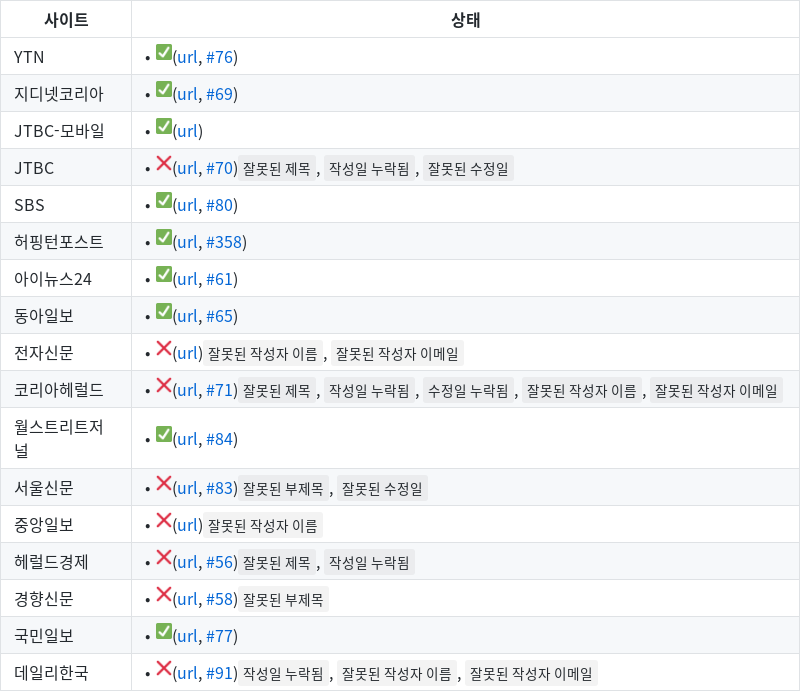 사이트 상태
YTN • ✅(url, #76)
지디넷코리아 • ✅(url, #69)
JTBC-모바일 • ✅(url)
JTBC • ❌(url, #70) 잘못된 제목 , 작성일 누락됨 , 잘못된 수정일
SBS • ✅(url, #80)
허핑턴포스트 • ✅(url, #358)
아이뉴스24 • ✅(url, #61)
동아일보 • ✅(url, #65)
전자신문 • ❌(url) 잘못된 작성자 이름 , 잘못된 작성자 이메일
코리아헤럴드 • ❌(url, #71) 잘못된 제목 , 작성일 누락됨 , 수정일 누락됨 , 잘못된 작성자 이름 , 잘못된 작성자 이메일
월스트리트저
널 • ✅(url, #84)
서울신문 • ❌(url, #83) 잘못된 부제목 , 잘못된 수정일
중앙일보 • ❌(url) 잘못된 작성자 이름
헤럴드경제 • ❌(url, #56) 잘못된 제목 , 작성일 누락됨
경향신문 • ❌(url, #58) 잘못된 부제목
국민일보 • ✅(url, #77)
데일리한국 • ❌(url, #91) 작성일 누락됨 , 잘못된 작성자 이름 , 잘못된 작성자 이메일